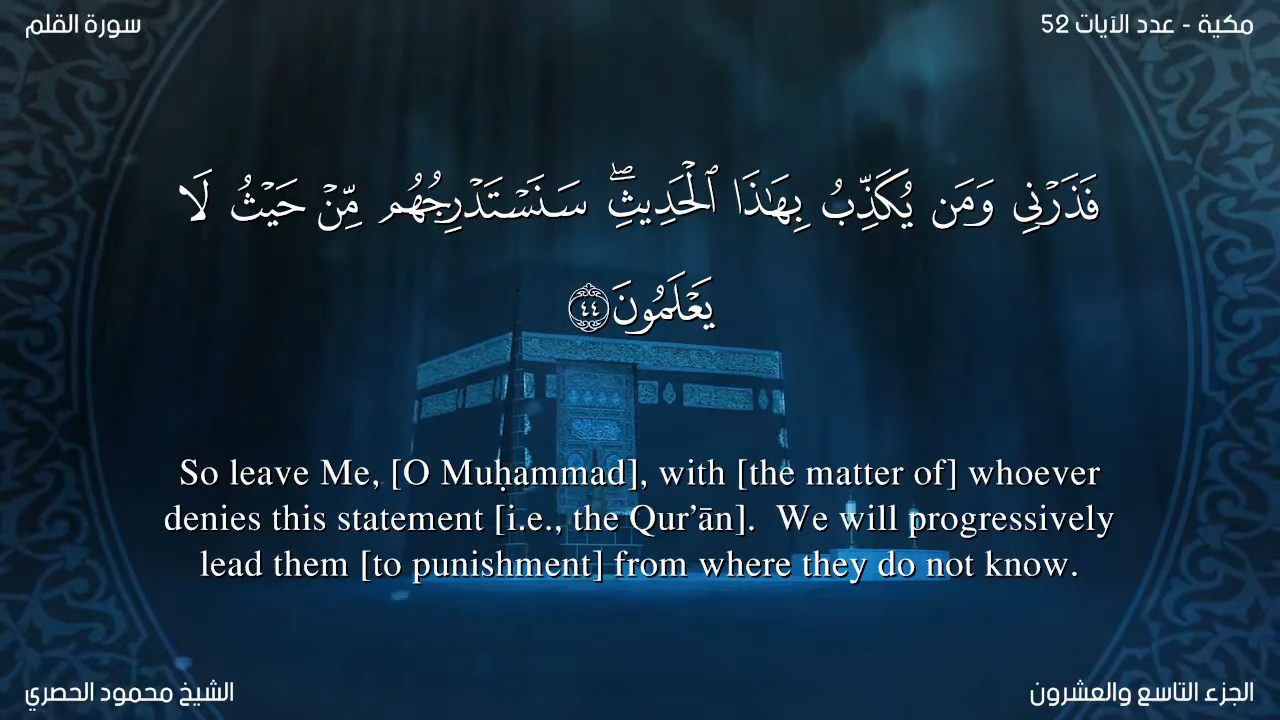 مكية - عدد الآيات 52
سورة القلم
فَذَرْنِي وَمَن يُكَذِّبُ بِهَٰذَا ٱلْحَدِيثِۖ سَنَسْتَدْرِجُهُم مِّنْ حَيْثُ لَا
يَعْلَمُونَ ٤٤
So leave Me, [O Muḥammad], with [the matter of] whoever
denies this statement [i.e., the Qur’ān].  We will progressively
lead them [to punishment] from where they do not know.
الجزء التاسع والعشرون
الشيخ محمود الحصري